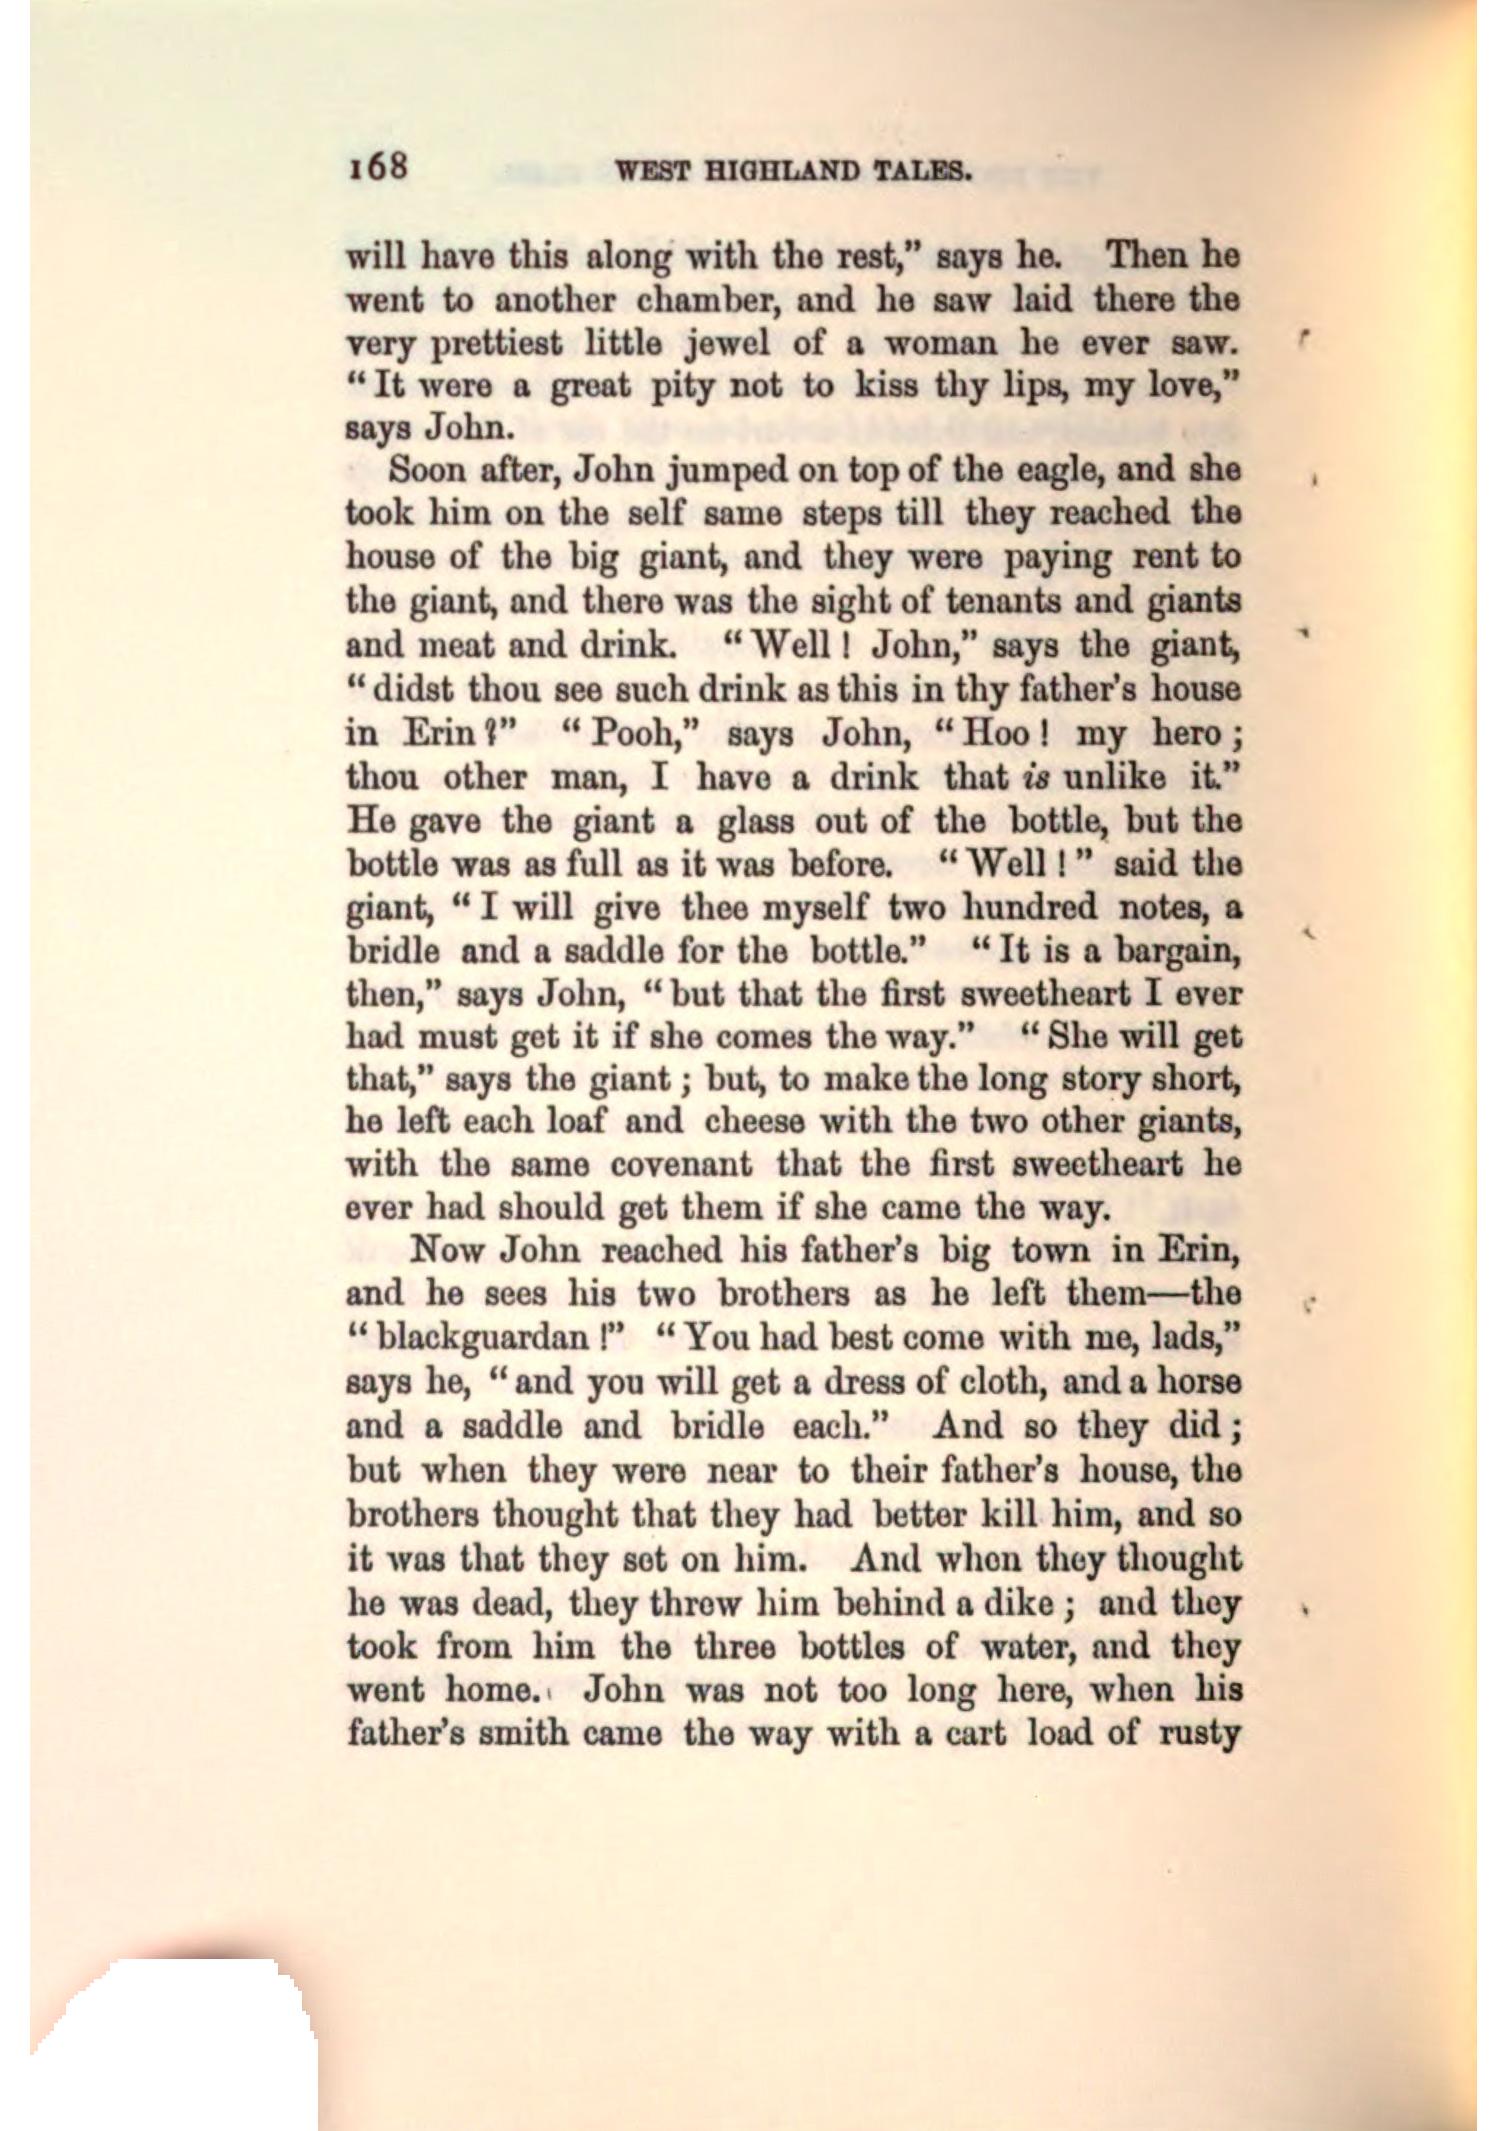 168 WEST HIGHLAND TALES.
will have this along with the rest,” says he. Then he
went to another chamber, and he saw laid there the
very prettiest little jewel of a woman he ever saw.
“It were a great pity not to kiss thy lips, my love,”
says John.
Soon after, John jumped on top of the eagle, and she
took him on the self same steps till they reached the
house of the big giant, and they were paying rent to
the giant, and there was the sight of tenants and giants
and meat and drink. “Well! John,” says the giant,
“didst thou see such drink as this in thy father’s house
in Erin?” “Pooh,” says John, “Hoo! my hero;
thou other man, I have a drink that is unlike it.”
He gave the giant a glass out of the bottle, but the
bottle was as full as it was before. “Well!” said the
giant, “I will give thee myself two hundred notes, a
bridle and a saddle for the bottle.” “It is a bargain,
then,” says John, “but that the first sweetheart I ever
had must get it if she comes the way.” “She will get
that,” says the giant; but, to make the long story short,
he left each loaf and cheese with the two other giants,
with the same covenant that the first sweetheart he
ever had should get them if she came the way.
Now John reached his father’s big town in Erin,
and he sees his two brothers as he left them—the
“blackguardan!” “You had best come with me, lads,”
says he, “and you will get a dress of cloth, and a horse
and a saddle and bridle each.” And so they did;
but when they were near to their father’s house, the
brothers thought that they had better kill him, and so
it was that they set on him. And when they thought
he was dead, they threw him behind a dike; and they
took from him the three bottles of water, and they
went home. John was not too long here, when his
father’s smith came the way with a cart load of rusty